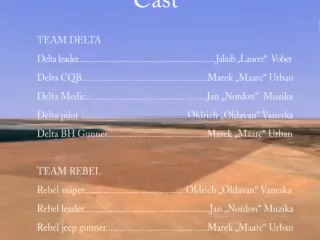 Cast
TEAM DELTA
Delta leader........................................Jakub „Lancer“ Vober
Delta CQB........................................Marek „Maarc“ Urban
Delta Medic........................................Jan „Nordon“ Muzika
Delta pilot........................................Oldrich „Oldavan“ Vanerka
Delta BH Gunner........................................Marek „Maarc“ Urban
TEAM REBEL
Rebel sniper........................................Oldrich „Oldavan“ Vanerka
Rebel leader........................................Jan „Nordon“ Muzika
Rebel jeep gunner........................................Marek „Maarc“ Urban